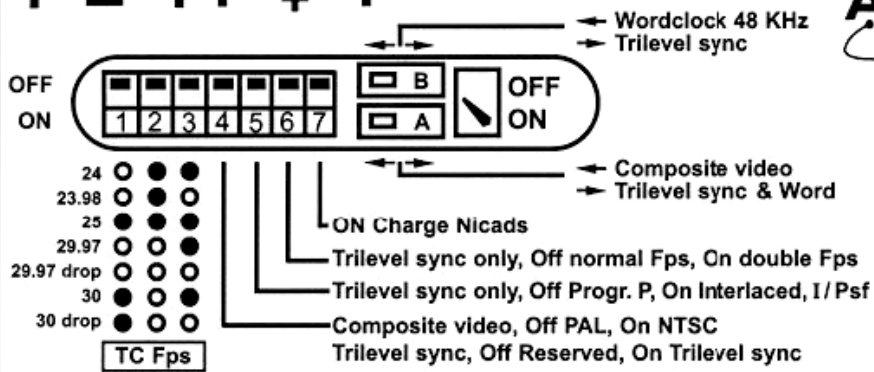 Wordclock 48 KHz
Trilevel sync
OFF
ON
1 2 3 4 5 6 7
B
A
OFF
ON
Composite video
Trilevel sync & Word
24
23.98
25
29.97
29.97 drop
30
30 drop
TC Fps
ON Charge Nicads
Trilevel sync only, Off normal Fps, On double Fps
Trilevel sync only, Off Progr. P, On Interlaced, I / Psf
Composite video, Off PAL, On NTSC
Trilevel sync, Off Reserved, On Trilevel sync